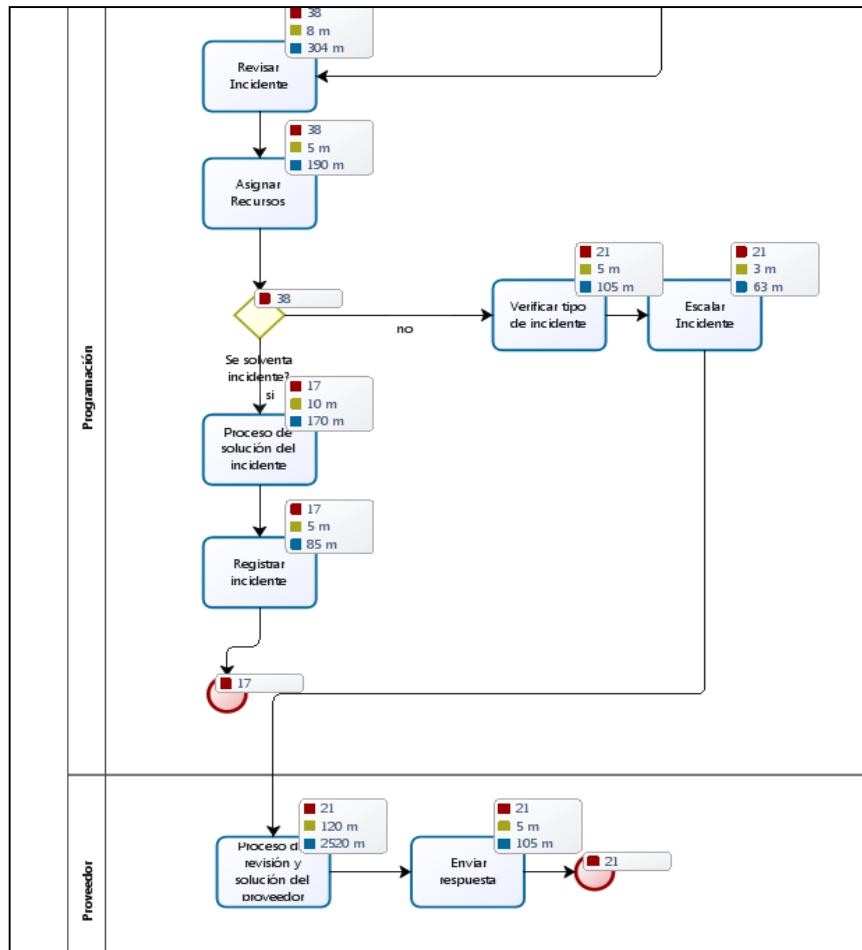 38
8 m
304 m
Revisar
Incidente
38
5 m
190 m
Asignar
Recursos
38
no
Se solventa
incidente?
si
21
5 m
105 m
Verificar tipo
de incidente
21
3 m
63 m
Escalar
Incidente
17
10 m
170 m
Proceso de
solución del
incidente
17
5 m
85 m
Registrar
incidente
17
Programación
21
120 m
2520 m
Proceso d
revisión y
solución del
proveedor
21
5 m
105 m
Enviar
respuesta
21
Proveedor